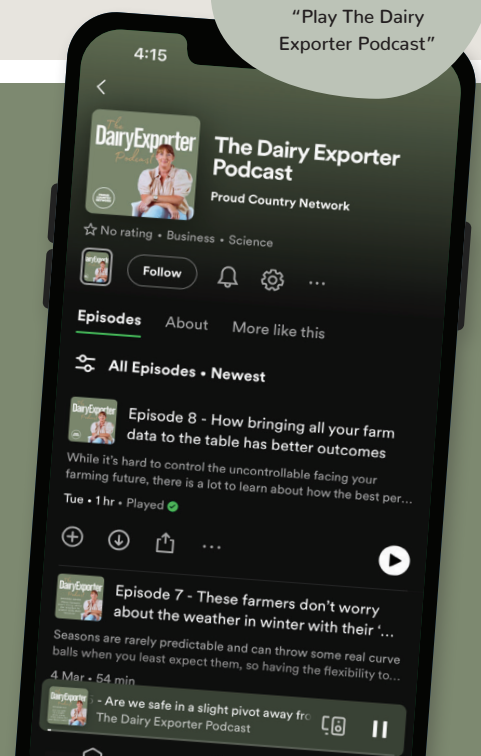 “Play The Dairy
Exporter Podcast”
4:15
The
DairyExporter
Podcast
The Dairy Exporter
Podcast
Proud Country Network
No rating • Business • Science
Follow
Episodes About More like this
All Episodes • Newest
DairyExporter
Episode 8 - How bringing all your farm
data to the table has better outcomes
While it’s hard to control the uncontrollable facing your
farming future, there is a lot to learn about how the best per...
Tue • 1 hr • Played
DairyExporter
Episode 7 - These farmers don’t worry
about the weather in winter with their ‘...
Seasons are rarely predictable and can throw some real curve
balls when you least expect them, so having the flexibility to...
4 Mar • 54 min
DairyExporter
- Are we safe in a slight pivot away fro
The Dairy Exporter Podcast